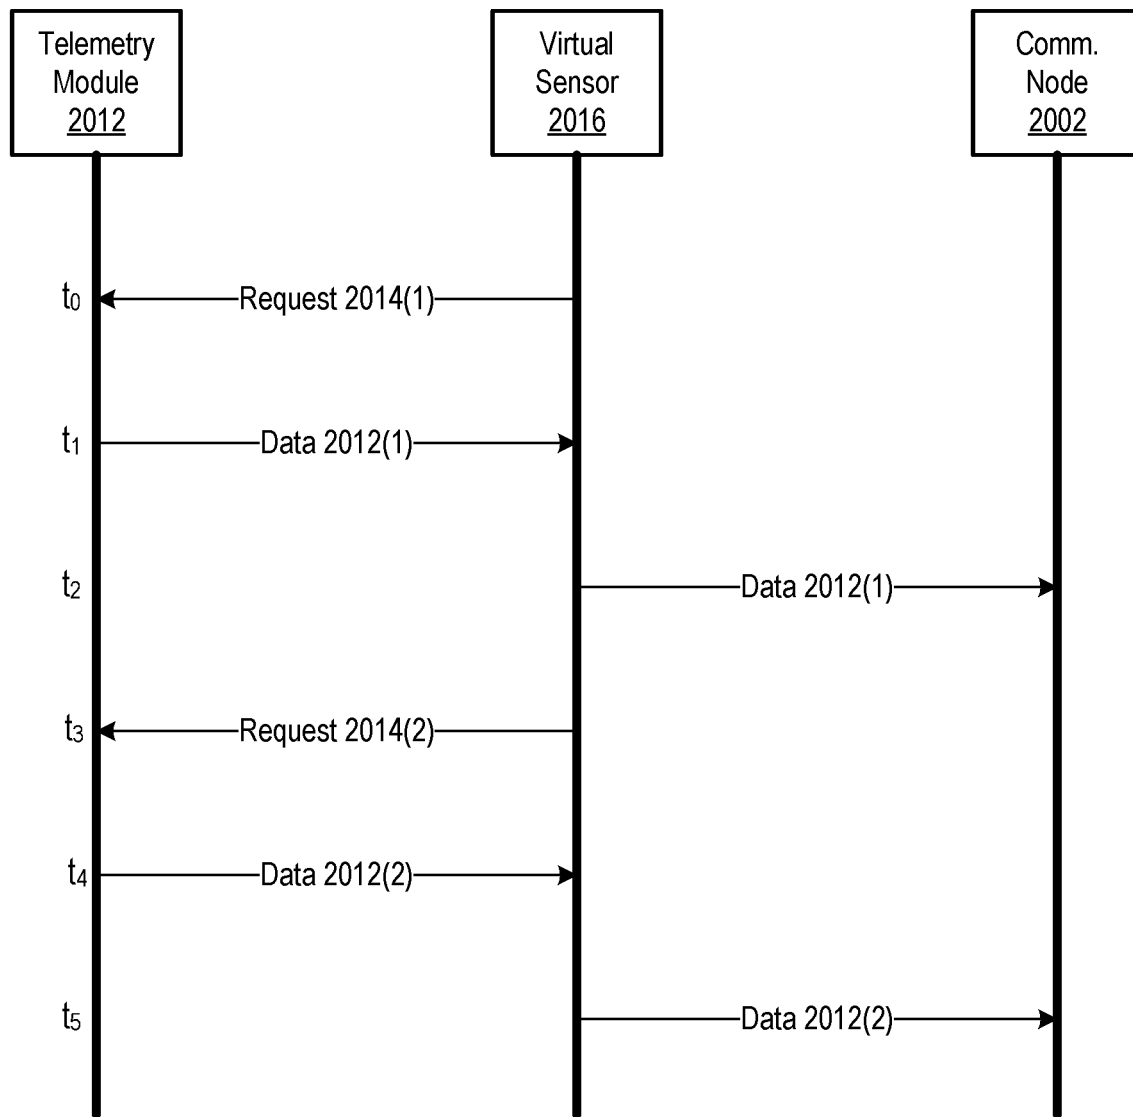 Telemetry
Module
2012
Virtual
Sensor
2016
Comm.
Node
2002
t0
Request 2014(1)
t1
Data 2012(1)
t2
Data 2012(1)
t3
Request 2014(2)
t4
Data 2012(2)
t5
Data 2012(2)